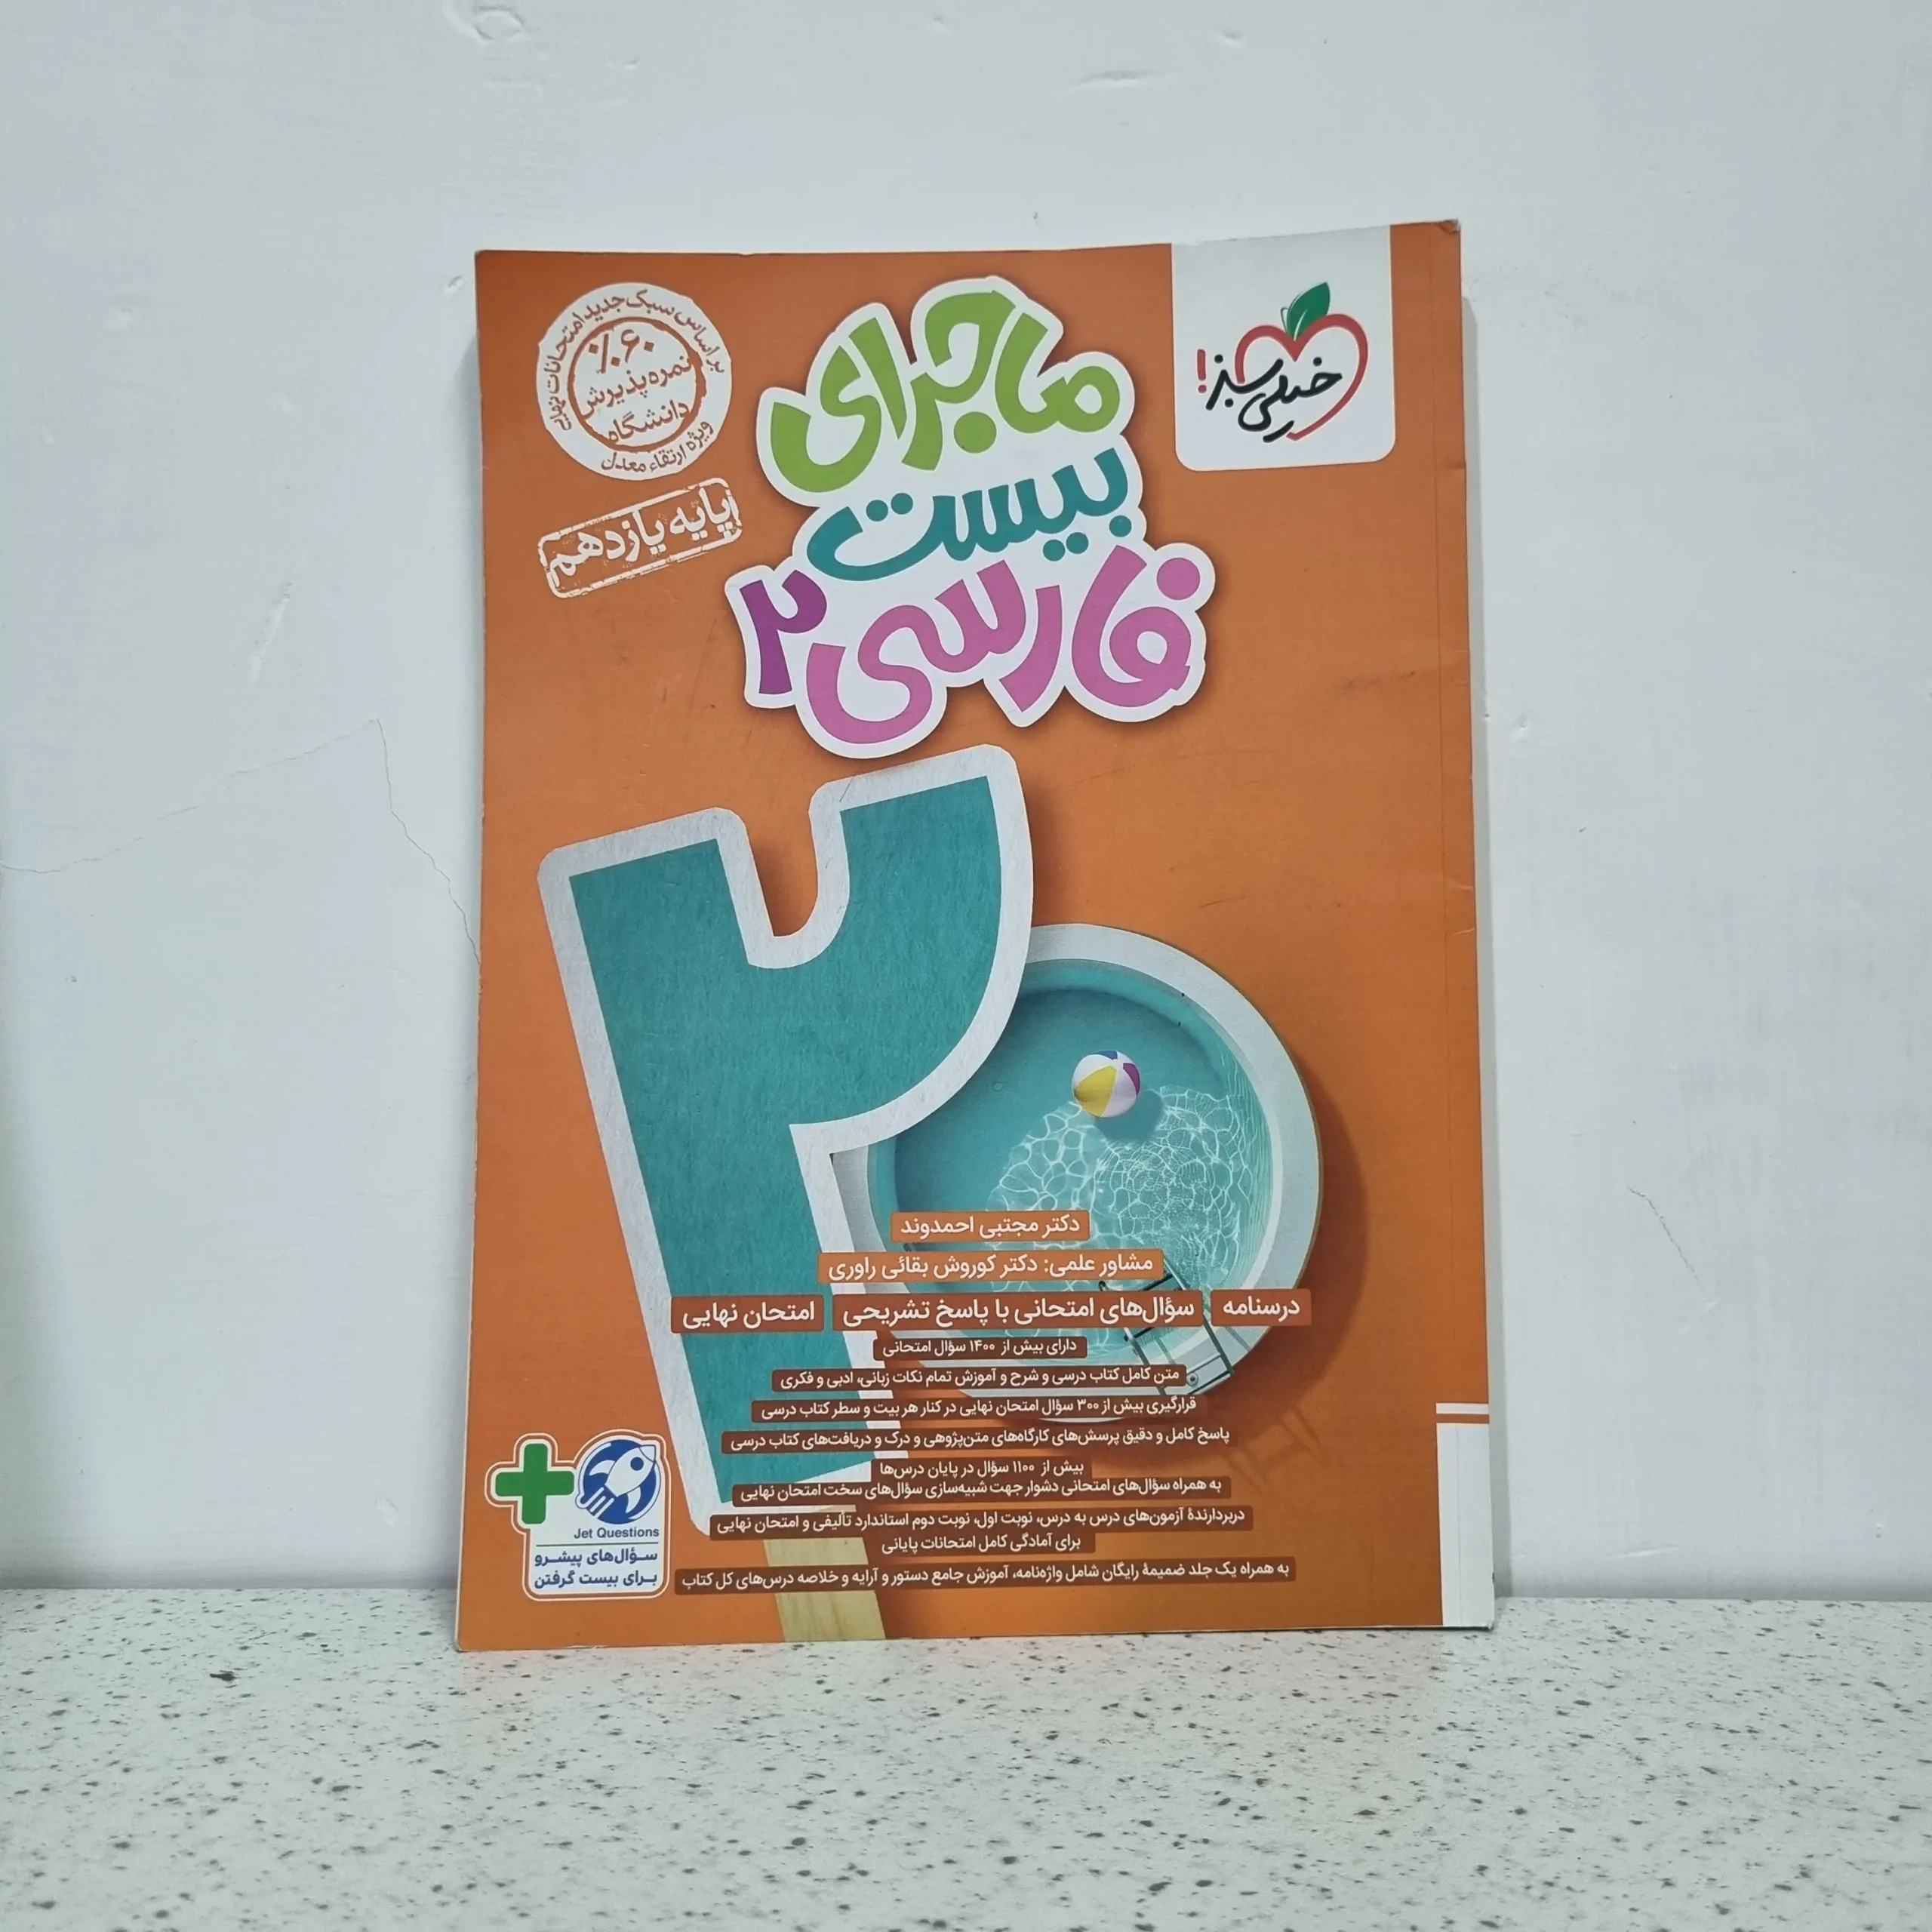 خیلی سبز!
ماجرای
بیست
فارسی ۲
براساس سبک جدید امتحانات نهایی
۶۰٪
نمره پذیرش
دانشگاه
ویژه ارتقاء معدل
پایه یازدهم
۲۰
دکتر مجتبی احمدوند
مشاور علمی: دکتر کوروش بقائی راوری
درسنامه سؤال‌های امتحانی با پاسخ تشریحی امتحان نهایی
دارای بیش از ۱۴۰۰ سؤال امتحانی
متن کامل کتاب درسی و شرح و آموزش تمام نکات زبانی، ادبی و فکری
قرارگیری بیش از ۳۰۰ سؤال امتحان نهایی در کنار هر بیت و سطر کتاب درسی
پاسخ کامل و دقیق پرسش‌های کارگاه‌های متن‌پژوهی و درک و دریافت‌های کتاب درسی
بیش از ۱۱۰۰ سؤال در پایان درس‌ها
به همراه سؤال‌های امتحانی دشوار جهت شبیه‌سازی سؤال‌های سخت امتحان نهایی
دربردارندهٔ آزمون‌های درس به درس، نوبت اول، نوبت دوم استاندارد تألیفی و امتحان نهایی
برای آمادگی کامل امتحانات پایانی
به همراه یک جلد ضمیمهٔ رایگان شامل واژه‌نامه، آموزش جامع دستور و آرایه و خلاصه درس‌های کل کتاب
Jet Questions
سؤال‌های پیشرو
برای بیست گرفتن